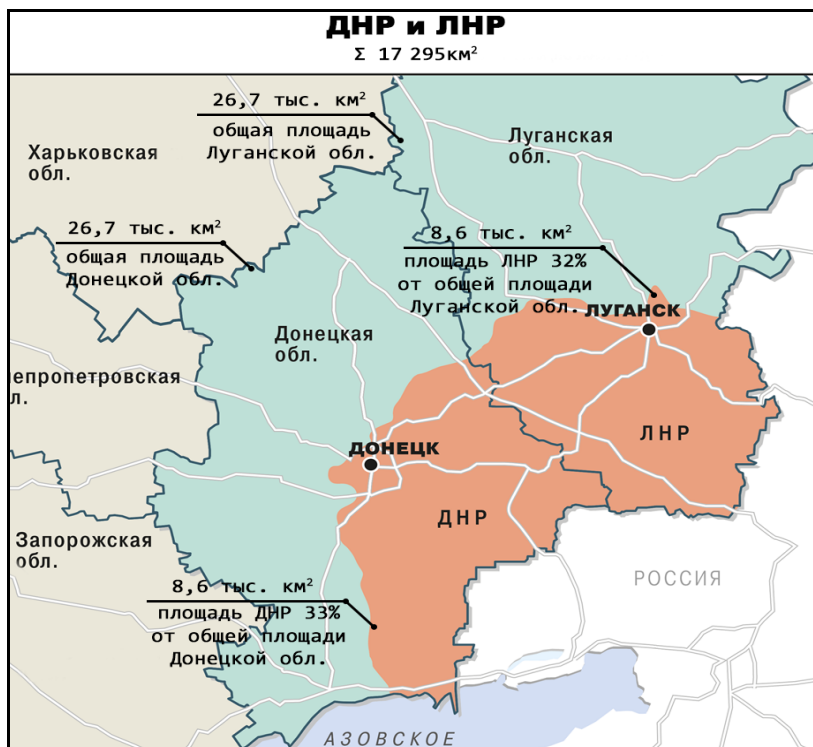 ДНР и ЛНР
Σ 17 295км²
26,7 тыс. км²
общая площадь
Луганской обл.
Луганская
обл.
Харьковская
обл.
26,7 тыс. км²
общая площадь
Донецкой обл.
8,6 тыс. км²
площадь ЛНР 32%
от общей площади
Луганской обл.
ЛУГАНСК
Донецкая
обл.
непропетровская
л.
ДОНЕЦК
ЛНР
ДНР
Запорожская
обл.
РОССИЯ
8,6 тыс. км²
площадь ДНР 33%
от общей площади
Донецкой обл.
АЗОВСКОЕ